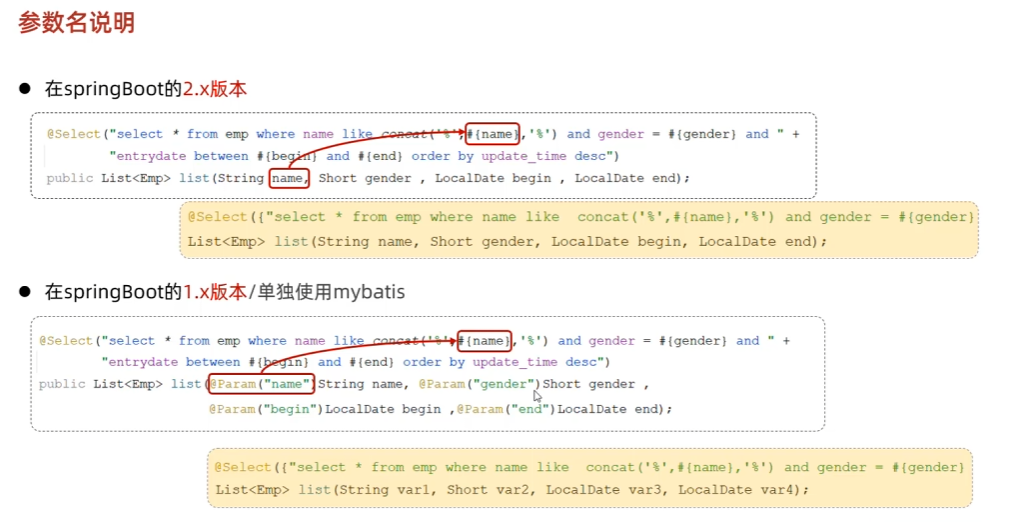 参数名说明
● 在springBoot的2.x版本
@Select("select * from emp where name like concat('%',#{name},'%') and gender = #{gender} and " +
"entrydate between #{begin} and #{end} order by update_time desc")
public List<Emp> list(String name, Short gender , LocalDate begin , LocalDate end);
@Select({"select * from emp where name like  concat('%',#{name},'%') and gender = #{gender}
List<Emp> list(String name, Short gender, LocalDate begin, LocalDate end);
● 在springBoot的1.x版本/单独使用mybatis
@Select("select * from emp where name like concat('%',#{name},'%') and gender = #{gender} and " +
"entrydate between #{begin} and #{end} order by update_time desc")
public List<Emp> list(@Param("name")String name, @Param("gender")Short gender ,
@Param("begin")LocalDate begin ,@Param("end")LocalDate end);
@Select({"select * from emp where name like  concat('%',#{name},'%') and gender = #{gender}
List<Emp> list(String var1, Short var2, LocalDate var3, LocalDate var4);